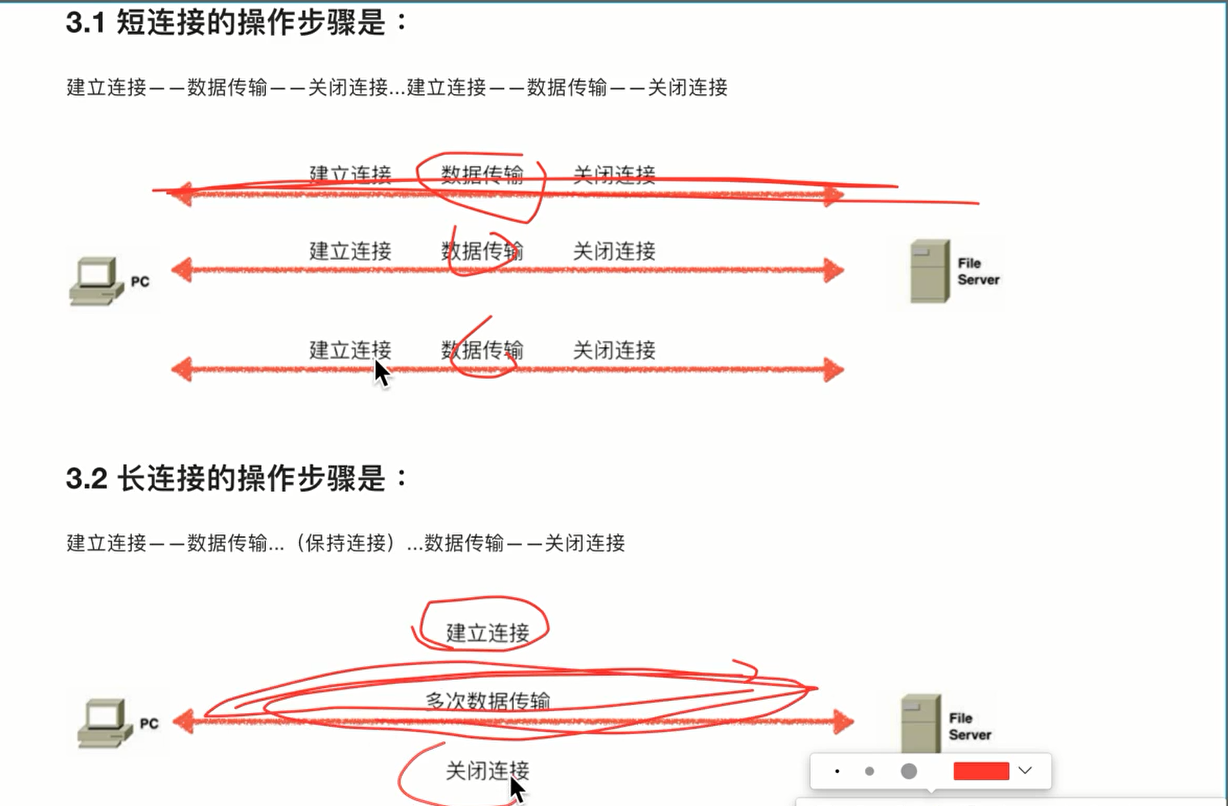 3.1 短连接的操作步骤是：
建立连接——数据传输——关闭连接...建立连接——数据传输——关闭连接
建立连接 数据传输 关闭连接
建立连接 数据传输 关闭连接
PC
File
Server
建立连接 数据传输 关闭连接
3.2 长连接的操作步骤是：
建立连接——数据传输...（保持连接）...数据传输——关闭连接
建立连接
多次数据传输
PC
File
Server
关闭连接